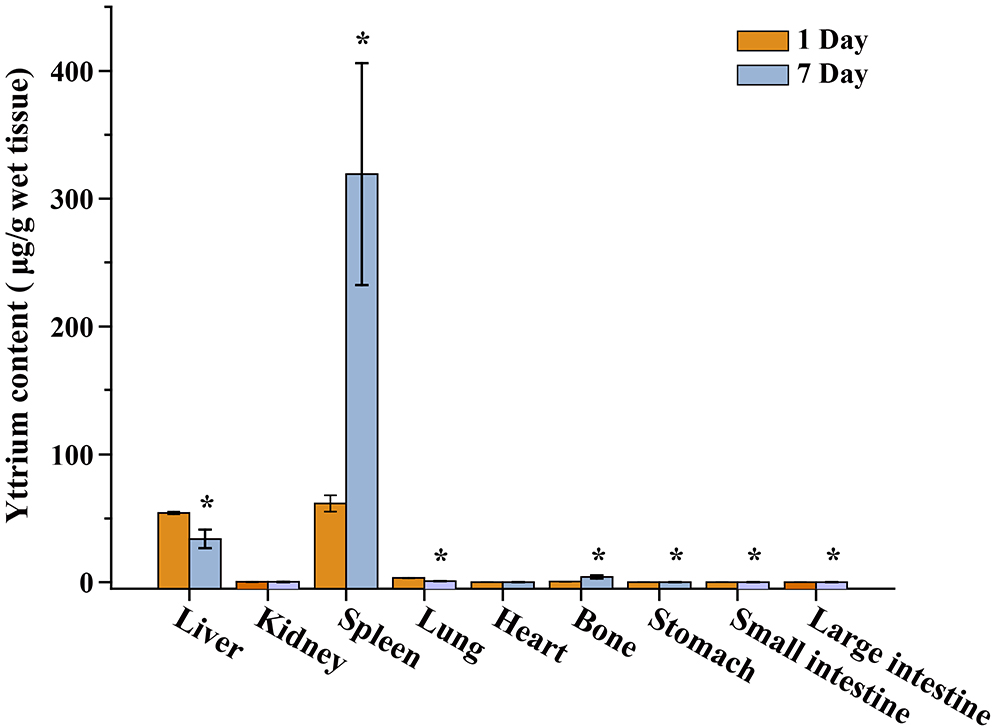 Yttrium content ( µg/g wet tissue)
400
300
200
100
0
1 Day
7 Day
*
*
*
*
*
*
*
Liver
Kidney
Spleen
Lung
Heart
Bone
Stomach
Small intestine
Large intestine